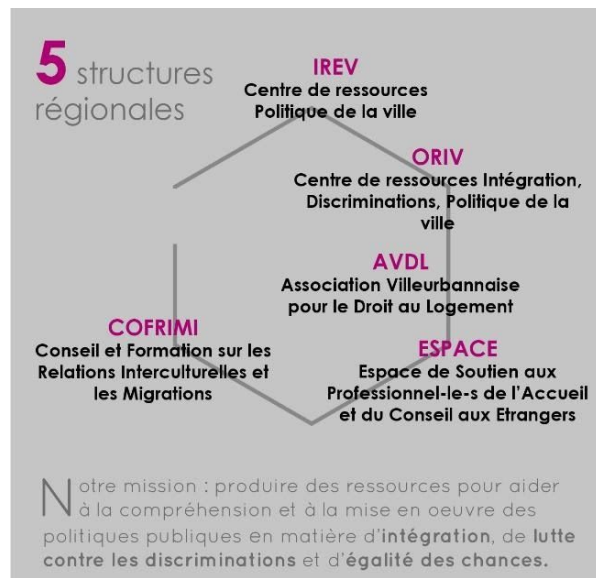 5 structures
régionales
IREV
Centre de ressources
Politique de la ville
ORIV
Centre de ressources Intégration,
Discriminations, Politique de la
ville
AVDL
Association Villeurbannaise
pour le Droit au Logement
COFRIMI
Conseil et Formation sur les
Relations Interculturelles et
les Migrations
ESPACE
Espace de Soutien aux
Professionnel-le-s de l'Accueil
et du Conseil aux Etrangers
Notre mission : produire des ressources pour aider
à la compréhension et à la mise en oeuvre des
politiques publiques en matière d'intégration, de lutte
contre les discriminations et d'égalité des chances.